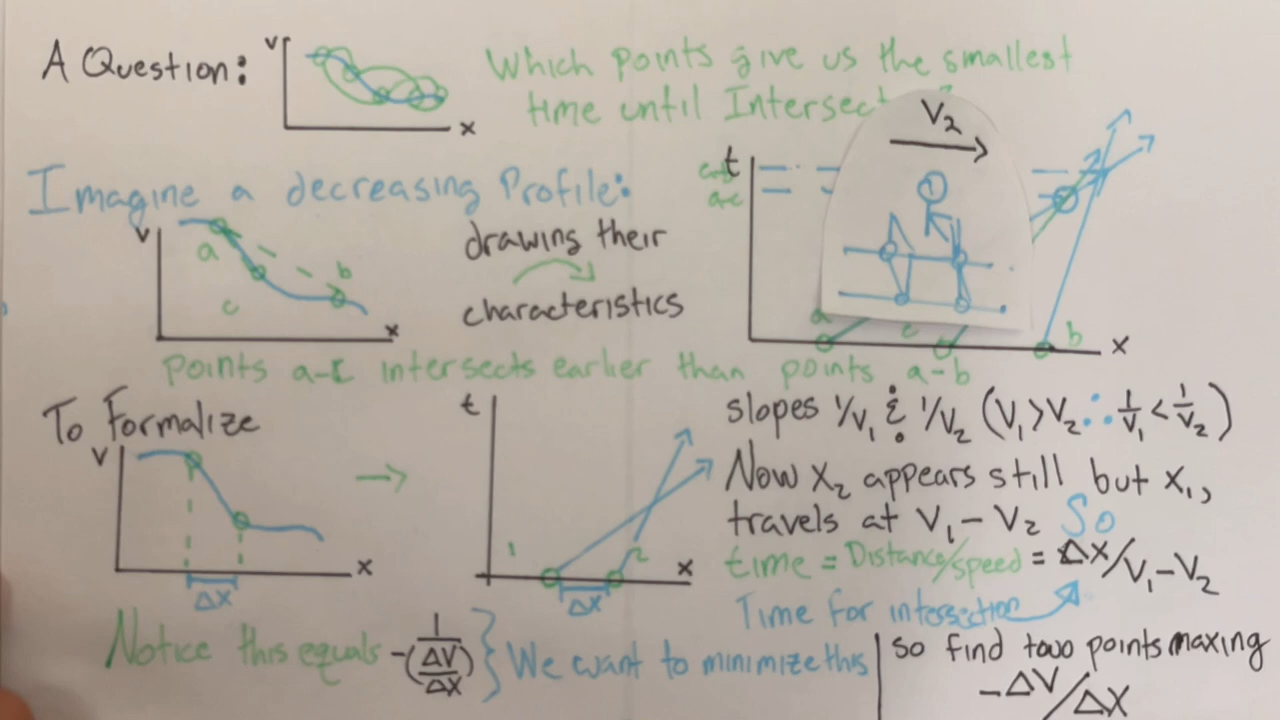 A Question:
v
x
Which points give us the smallest
time until Intersect
V₂
Imagine a decreasing Profile:
v
a
b
c
x
drawing their
characteristics
t
a-c
a
c
b
x
points a-c intersects earlier than points a-b
To Formalize
v
x
Δx
t
1
2
x
Δx
slopes 1/V₁ & 1/V₂ (V₁>V₂ ∴ 1/V₁ < 1/V₂)
Now x₂ appears still but x₁,
travels at V₁-V₂ So
time = Distance/speed = Δx/V₁-V₂
Time for intersection
Notice this equals -1/(ΔV/Δx) } We want to minimize this
so find two points maxing
-ΔV/Δx